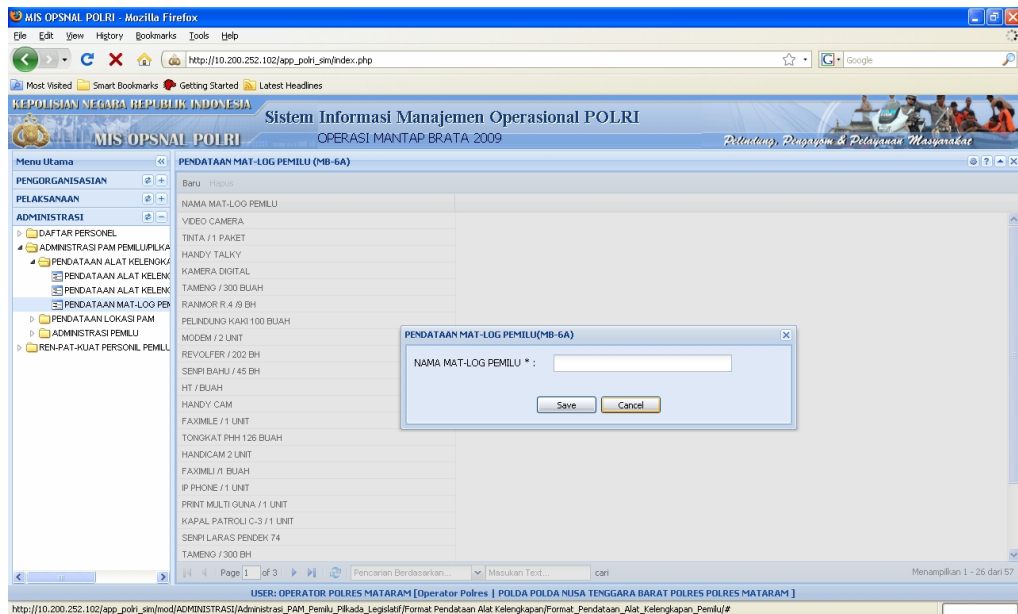 MIS OPSNAL POLRI - Mozilla Firefox
File Edit View History Bookmarks Tools Help
http://10.200.252.102/app_polri_sim/index.php
G Google
Most Visited Smart Bookmarks Getting Started Latest Headlines
KEPOLISIAN NEGARA REPUBLIK INDONESIA
MIS OPSNAL POLRI
Sistem Informasi Manajemen Operasional POLRI
OPERASI MANTAP BRATA 2009
Pelindung, Pengayom & Pelayanan Masyarakat
Menu Utama
PENGORGANISASIAN
PELAKSANAAN
ADMINISTRASI
DAFTAR PERSONEL
ADMINISTRASI PAM PEMILU/PILKA
PENDATAAN ALAT KELENGKA
PENDATAAN ALAT KELENG
PENDATAAN ALAT KELENG
PENDATAAN MAT-LOG PEM
PENDATAAN LOKASI PAM
ADMINISTRASI PEMILU
REN-PAT-KUAT PERSONIL PEMILU
PENDATAAN MAT-LOG PEMILU (MB-6A)
Baru Hapus
NAMA MAT-LOG PEMILU
VIDEO CAMERA
TINTA / 1 PAKET
HANDY TALKY
KAMERA DIGITAL
TAMENG / 300 BUAH
RANMOR R.4 /9 BH
PELINDUNG KAKI 100 BUAH
MODEM / 2 UNIT
REVOLFER / 202 BH
SENPI BAHU / 45 BH
HT / BUAH
HANDY CAM
FAXIMILE / 1 UNIT
TONGKAT PHH 126 BUAH
HANDICAM 2 UNIT
FAXIMILI /1 BUAH
IP PHONE / 1 UNIT
PRINT MULTI GUNA / 1 UNIT
KAPAL PATROLI C-3 / 1 UNIT
SENPI LARAS PENDEK 74
TAMENG / 300 BH
PENDATAAN MAT-LOG PEMILU(MB-6A)
NAMA MAT-LOG PEMILU * :
Save Cancel
Page 1 of 3 Pencarian Berdasarkan... Masukan Text... cari Menampilkan 1 - 26 dari 57
USER: OPERATOR POLRES MATARAM [Operator Polres | POLDA POLDA NUSA TENGGARA BARAT POLRES POLRES MATARAM ]
http://10.200.252.102/app_polri_sim/mod/ADMINISTRASI/Administrasi_PAM_Pemilu_Pilkada_Legislatif/Format Pendataan Alat Kelengkapan/Format_Pendataan_Alat_Kelengkapan_Pemilu/#